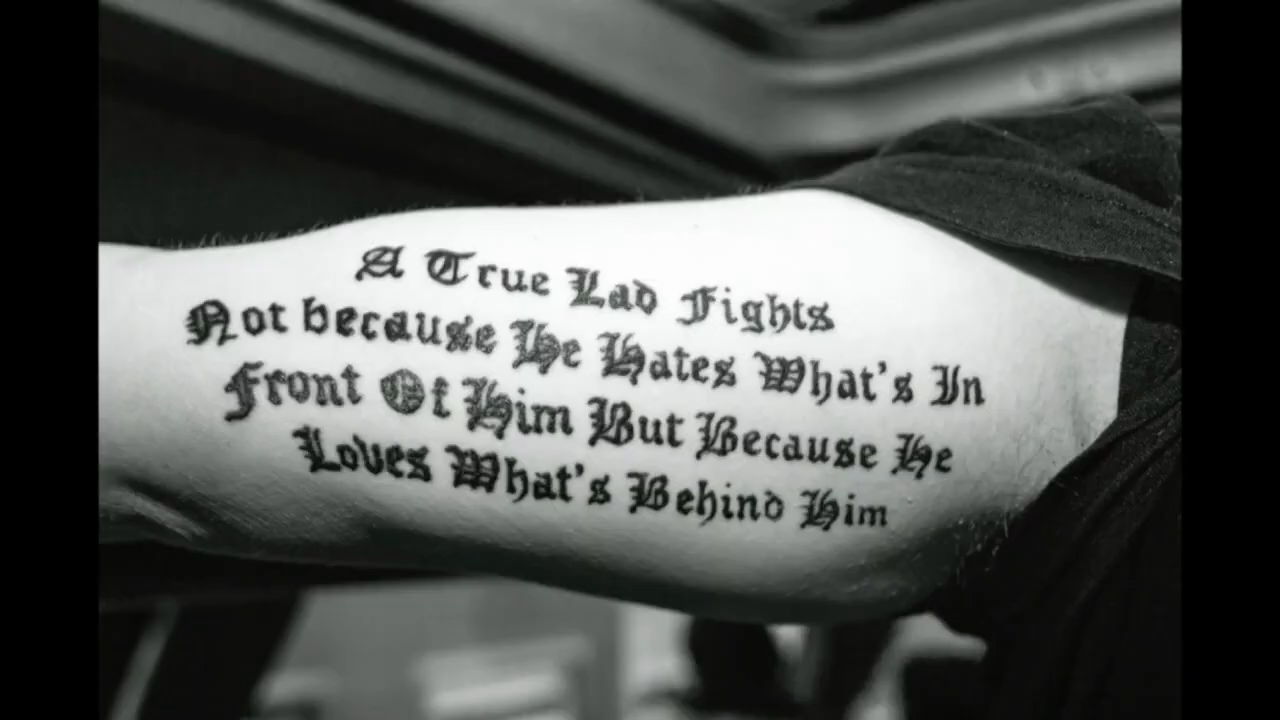 A True Lad Fights
Not because He Hates What's In
Front Of Him But Because He
Loves What's Behind Him